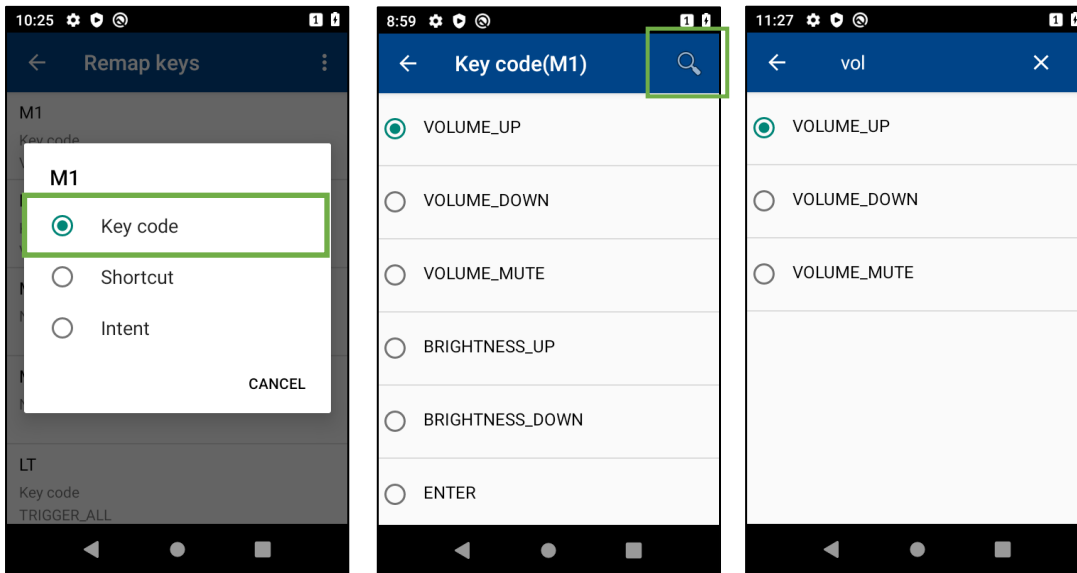 10:25
1
Remap keys
M1
Key code
M1
Key code
Shortcut
Intent
CANCEL
LT
Key code
TRIGGER_ALL
8:59
1
Key code(M1)
VOLUME_UP
VOLUME_DOWN
VOLUME_MUTE
BRIGHTNESS_UP
BRIGHTNESS_DOWN
ENTER
11:27
1
vol
VOLUME_UP
VOLUME_DOWN
VOLUME_MUTE